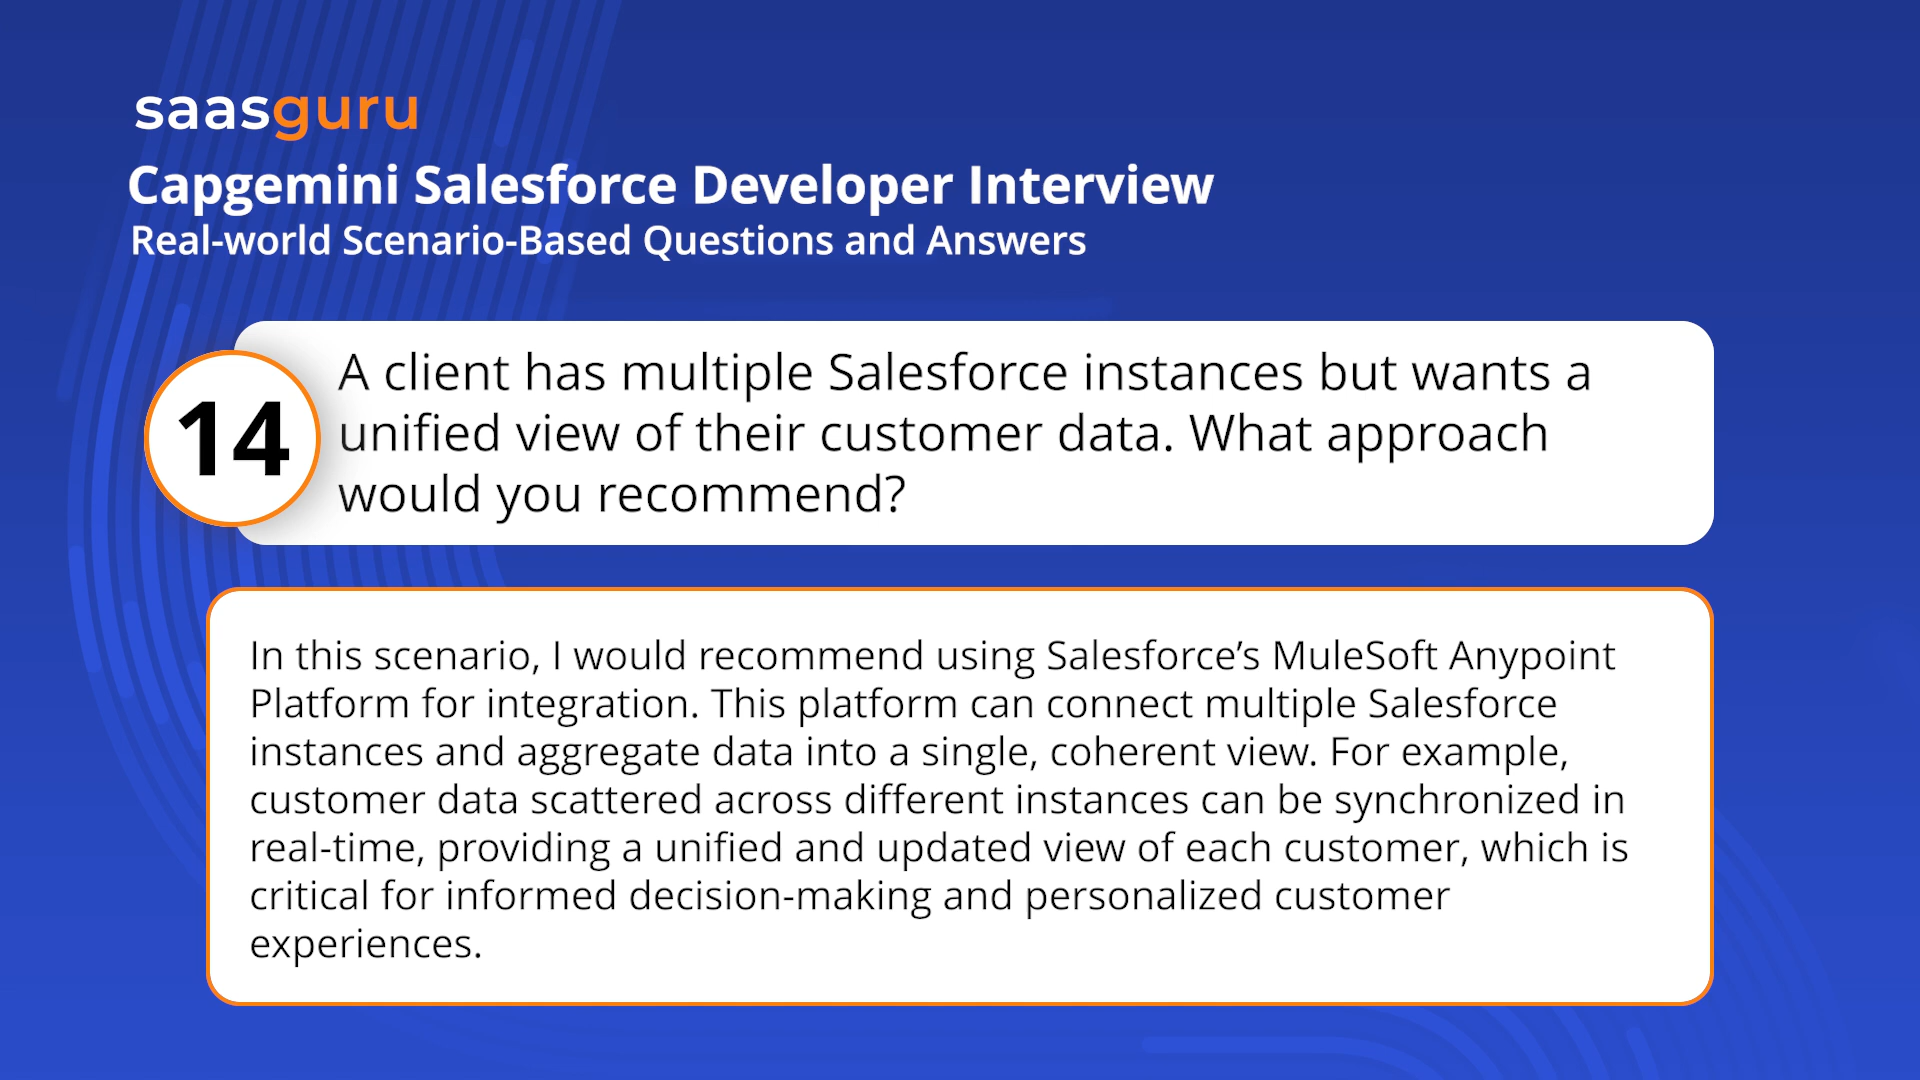 saasguru
Capgemini Salesforce Developer Interview
Real-world Scenario-Based Questions and Answers
14
A client has multiple Salesforce instances but wants a
unified view of their customer data. What approach
would you recommend?
In this scenario, I would recommend using Salesforce’s MuleSoft Anypoint
Platform for integration. This platform can connect multiple Salesforce
instances and aggregate data into a single, coherent view. For example,
customer data scattered across different instances can be synchronized in
real-time, providing a unified and updated view of each customer, which is
critical for informed decision-making and personalized customer
experiences.